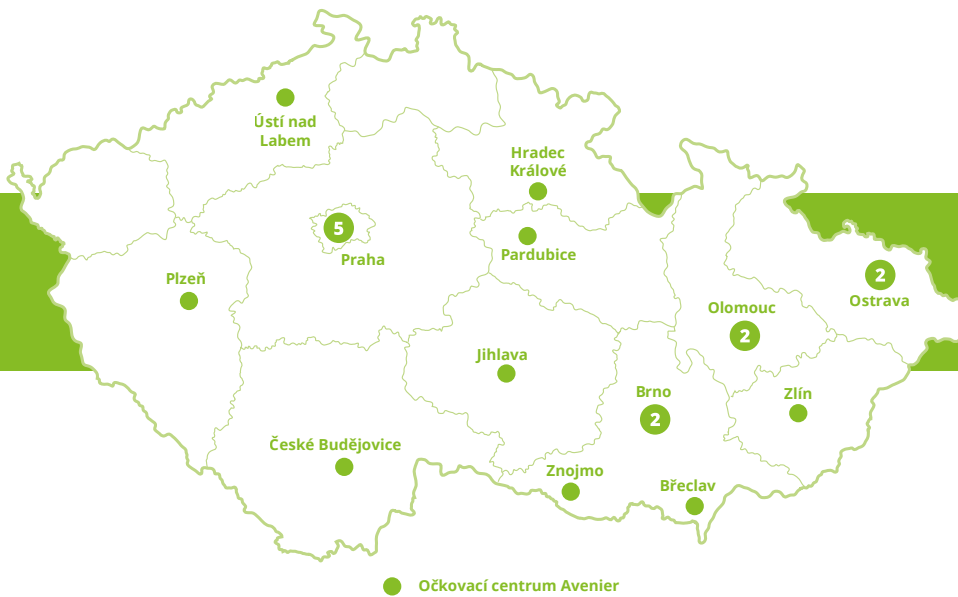 Ústí nad
Labem
Hradec
Králové
5
Praha
Pardubice
Plzeň
2
Ostrava
Olomouc
2
Jihlava
Brno
2
Zlín
České Budějovice
Znojmo
Břeclav
Očkovací centrum Avenier